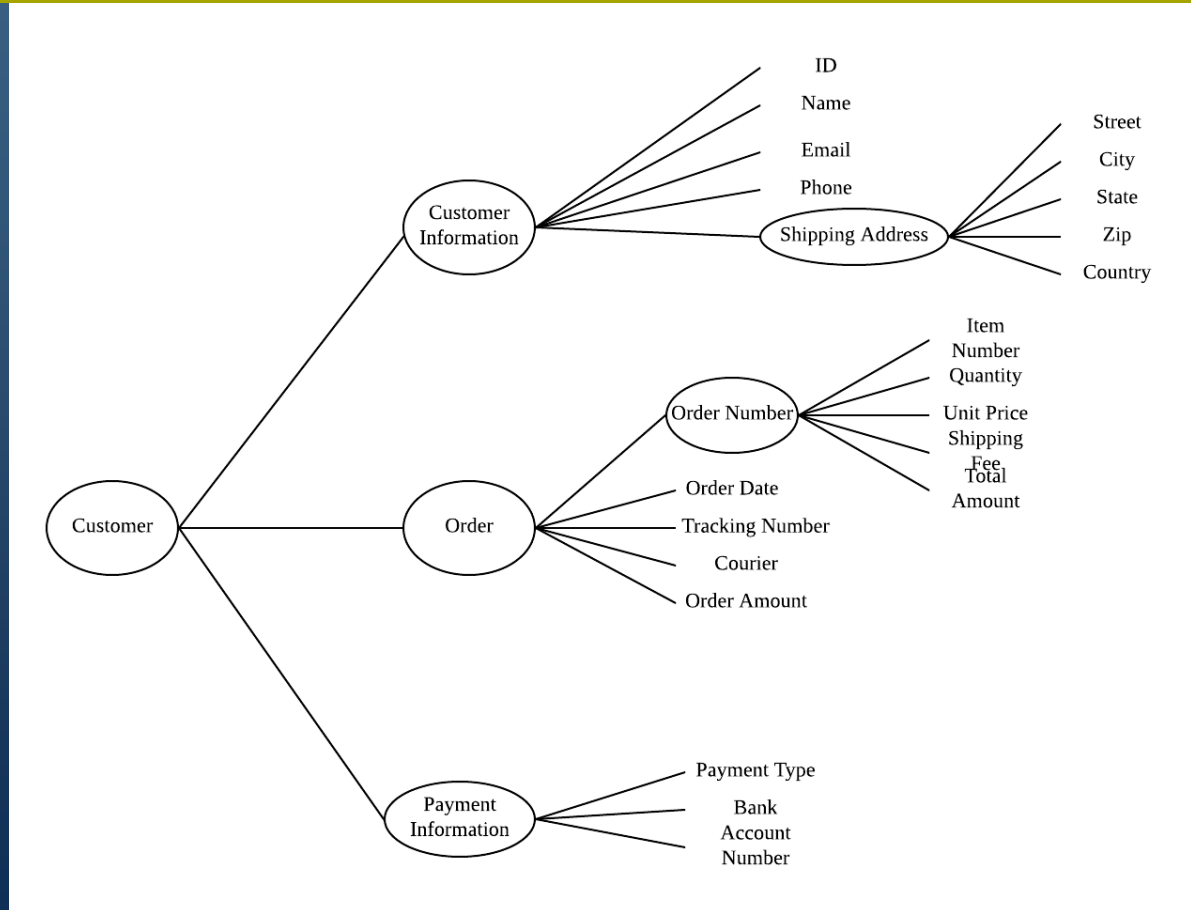 ID
Name
Email
Phone
Customer
Information
Shipping Address
Street
City
State
Zip
Country
Item
Number
Quantity
Order Number
Unit Price
Shipping
Fee
Total
Amount
Customer
Order
Order Date
Tracking Number
Courier
Order Amount
Payment
Information
Payment Type
Bank
Account
Number